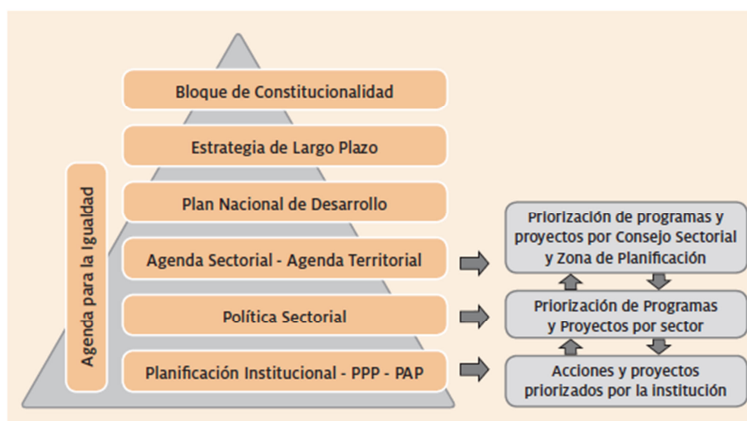 Bloque de Constitucionalidad
Estrategia de Largo Plazo
Plan Nacional de Desarrollo
Agenda Sectorial - Agenda Territorial
Política Sectorial
Planificación Institucional - PPP - PAP
Agenda para la Igualdad
Priorización de programas y
proyectos por Consejo Sectorial
y Zona de Planificación
Priorización de Programas
y Proyectos por sector
Acciones y proyectos
priorizados por la institución